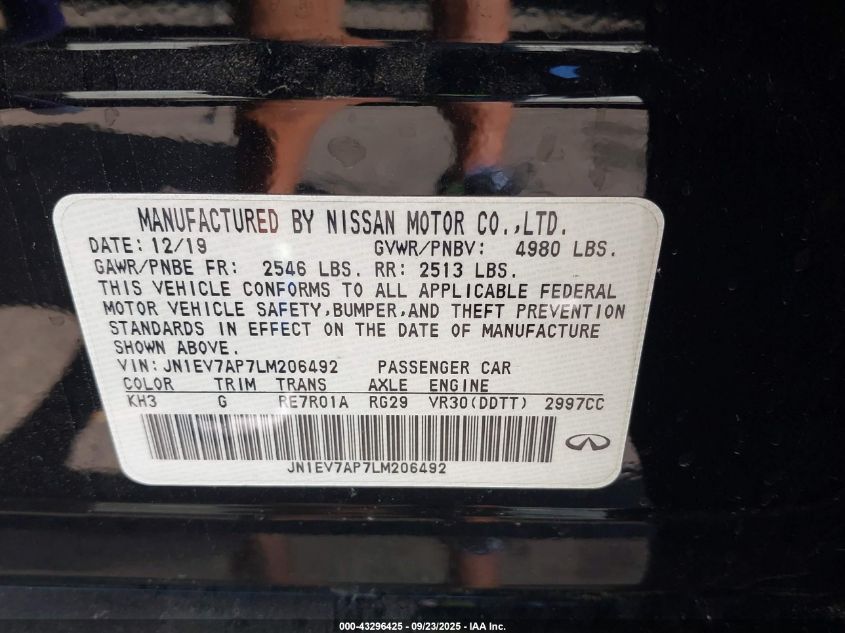 MANUFACTURED BY NISSAN MOTOR CO.,LTD.
DATE: 12/19 GVWR/PNBV: 4980 LBS.
GAWR/PNBE FR: 2546 LBS. RR: 2513 LBS.
THIS VEHICLE CONFORMS TO ALL APPLICABLE FEDERAL
MOTOR VEHICLE SAFETY,BUMPER,AND THEFT PREVENTION
STANDARDS IN EFFECT ON THE DATE OF MANUFACTURE
SHOWN ABOVE.
VIN: JN1EV7AP7LM206492 PASSENGER CAR
COLOR TRIM TRANS AXLE ENGINE
KH3 G RE7R01A RG29 VR30(DDTT) 2997CC
JN1EV7AP7LM206492
000-43296425 - 09/23/2025 - IAA Inc.